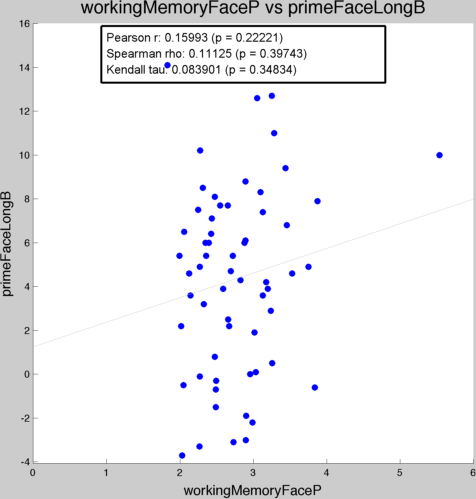 workingMemoryFaceP vs primeFaceLongB
Pearson r: 0.15993 (p = 0.22221)
Spearman rho: 0.11125 (p = 0.39743)
Kendall tau: 0.083901 (p = 0.34834)
16
14
12
10
8
6
4
2
0
-2
-4
primeFaceLongB
0 1 2 3 4 5 6
workingMemoryFaceP